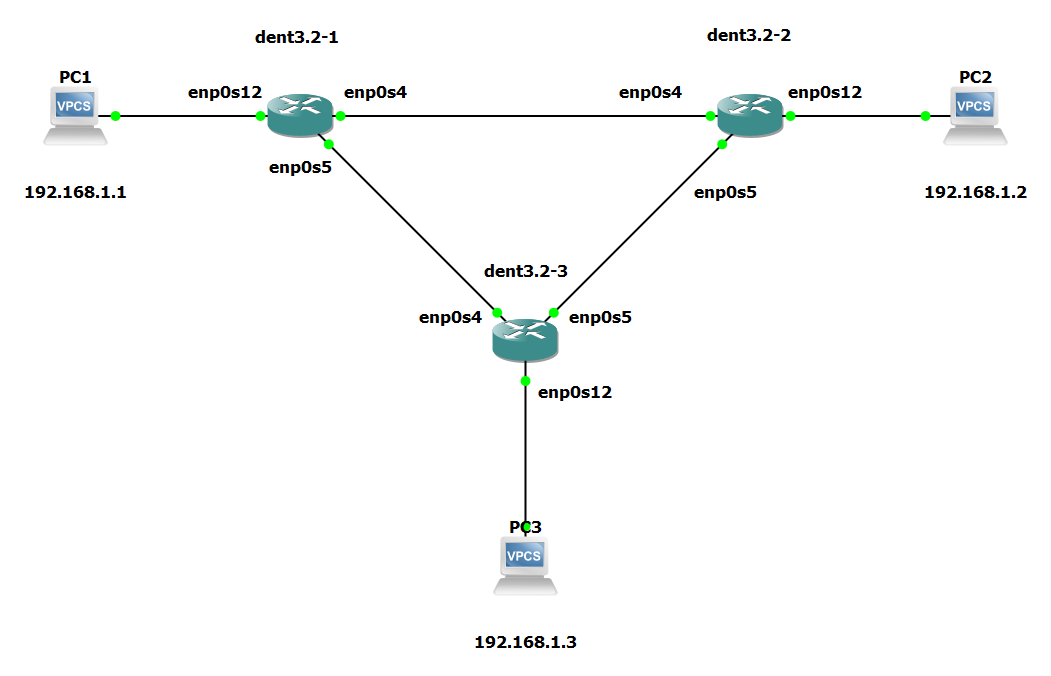 dent3.2-1
dent3.2-2
PC1
enp0s12
enp0s4
enp0s4
enp0s12
PC2
VPCS
VPCS
enp0s5
enp0s5
192.168.1.1
192.168.1.2
dent3.2-3
enp0s4
enp0s5
enp0s12
PC3
VPCS
192.168.1.3